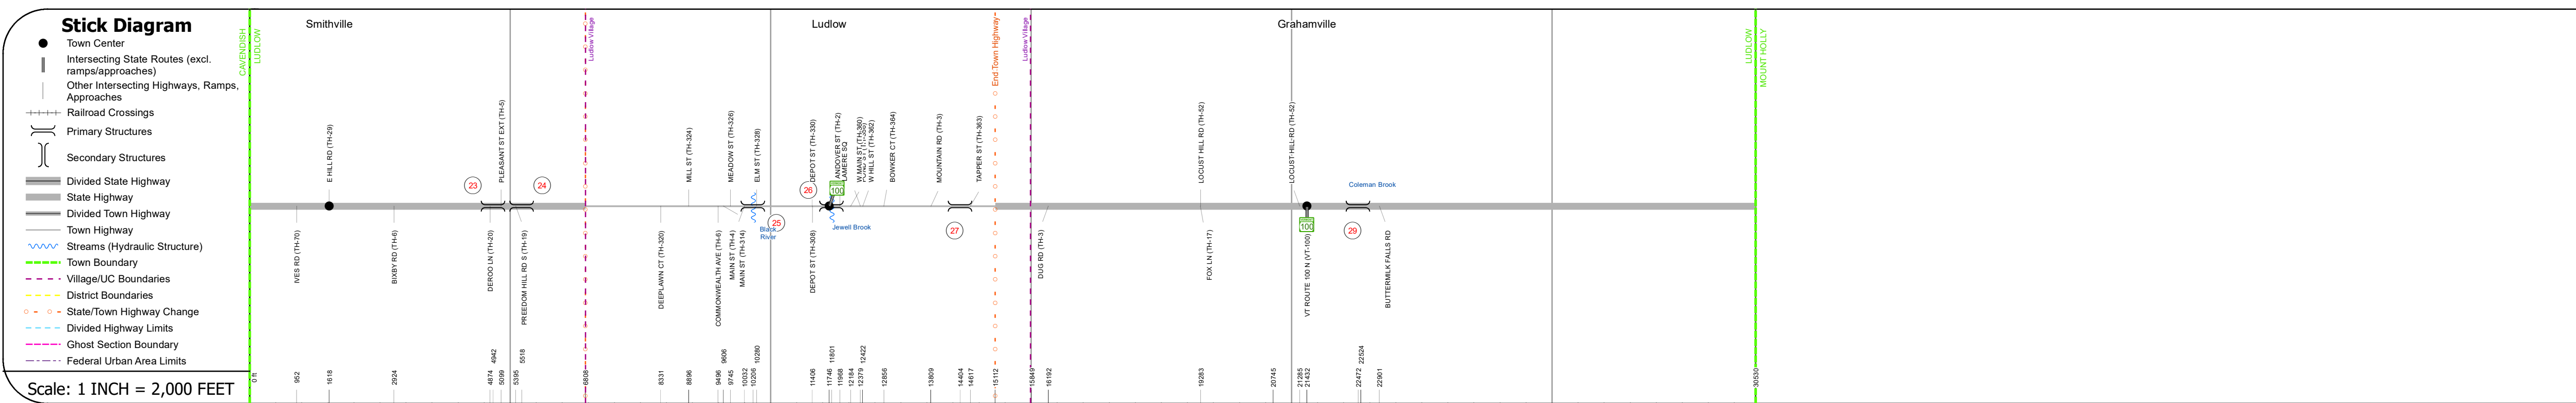 Stick Diagram
Town Center
Intersecting State Routes (excl.
ramps/approaches)
Other Intersecting Highways, Ramps,
Approaches
Railroad Crossings
Primary Structures
Secondary Structures
Divided State Highway
State Highway
Divided Town Highway
Town Highway
Streams (Hydraulic Structure)
Town Boundary
Village/UC Boundaries
District Boundaries
State/Town Highway Change
Divided Highway Limits
Ghost Section Boundary
Federal Urban Area Limits
Scale: 1 INCH = 2,000 FEET
Smithville
Ludlow
Grahamville
CAVENDISH
LUDLOW
Ludlow Village
End Town Highway
Ludlow Village
LUDLOW
MOUNT HOLLY
E HILL RD (TH-29)
PLEASANT ST EXT (TH-5)
MILL ST (TH-324)
MEADOW ST (TH-326)
ELM ST (TH-328)
DEPOT ST (TH-330)
ANDOVER ST (TH-2)
LAMERE SQ
W MAIN ST (TH-360)
W HILL ST (TH-362)
BOWKER CT (TH-364)
MOUNTAIN RD (TH-3)
TAPPER ST (TH-363)
LOCUST HILL RD (TH-52)
LOCUST HILL RD (TH-52)
23
24
25
26
27
29
100
100
Black
River
Jewell Brook
Coleman Brook
IVES RD (TH-70)
BIXBY RD (TH-6)
DEROO LN (TH-20)
PREEDOM HILL RD S (TH-19)
DEEPLAWN CT (TH-320)
COMMONWEALTH AVE (TH-6)
MAIN ST (TH-4)
MAIN ST (TH-314)
DEPOT ST (TH-308)
DUG RD (TH-3)
FOX LN (TH-17)
VT ROUTE 100 N (VT-100)
BUTTERMILK FALLS RD
0 ft
952
1618
2924
4874
4942
5099
5395
5518
6808
8331
8896
9496
9606
9745
10032
10206
10280
11406
11746
11801
11968
12184
12379
12422
12856
13809
14404
14617
15112
15849
16192
19283
20745
21285
21432
22472
22524
22901
30530